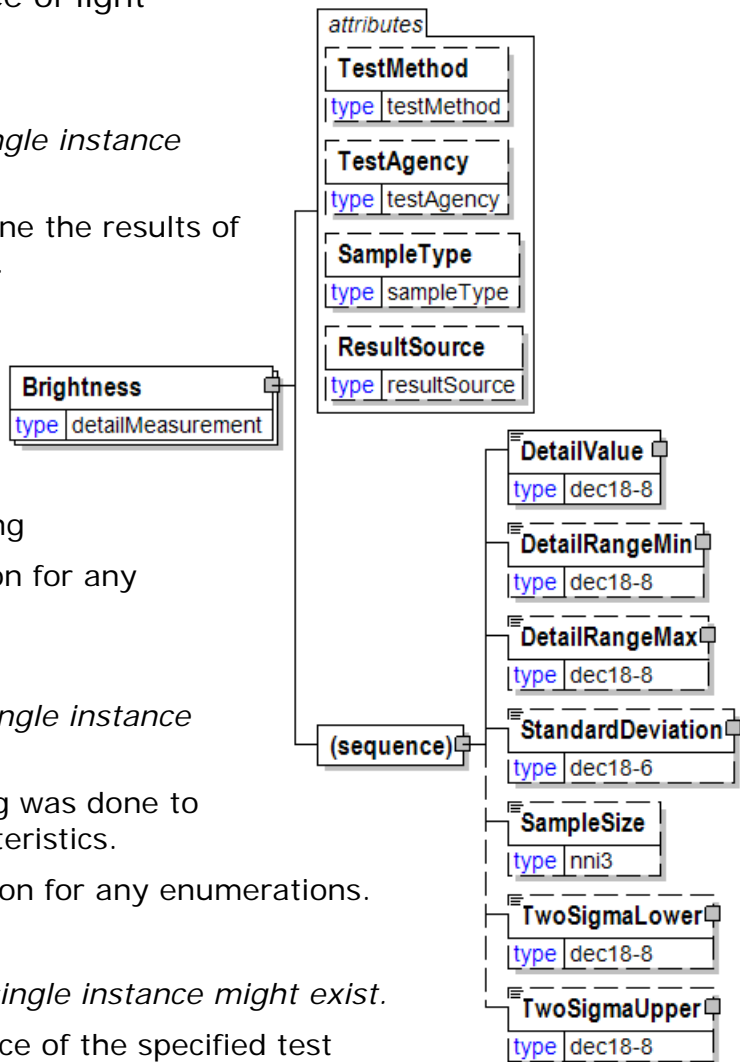 ce of light
ngle instance
ine the results of
.
ng
on for any
ngle instance
g was done to
teristics.
on for any enumerations.
single instance might exist.
ce of the specified test
attributes
TestMethod
type testMethod
TestAgency
type testAgency
SampleType
type sampleType
ResultSource
type resultSource
Brightness
type detailMeasurement
(sequence)
DetailValue
type dec18-8
DetailRangeMin
type dec18-8
DetailRangeMax
type dec18-8
StandardDeviation
type dec18-6
SampleSize
type nni3
TwoSigmaLower
type dec18-8
TwoSigmaUpper
type dec18-8